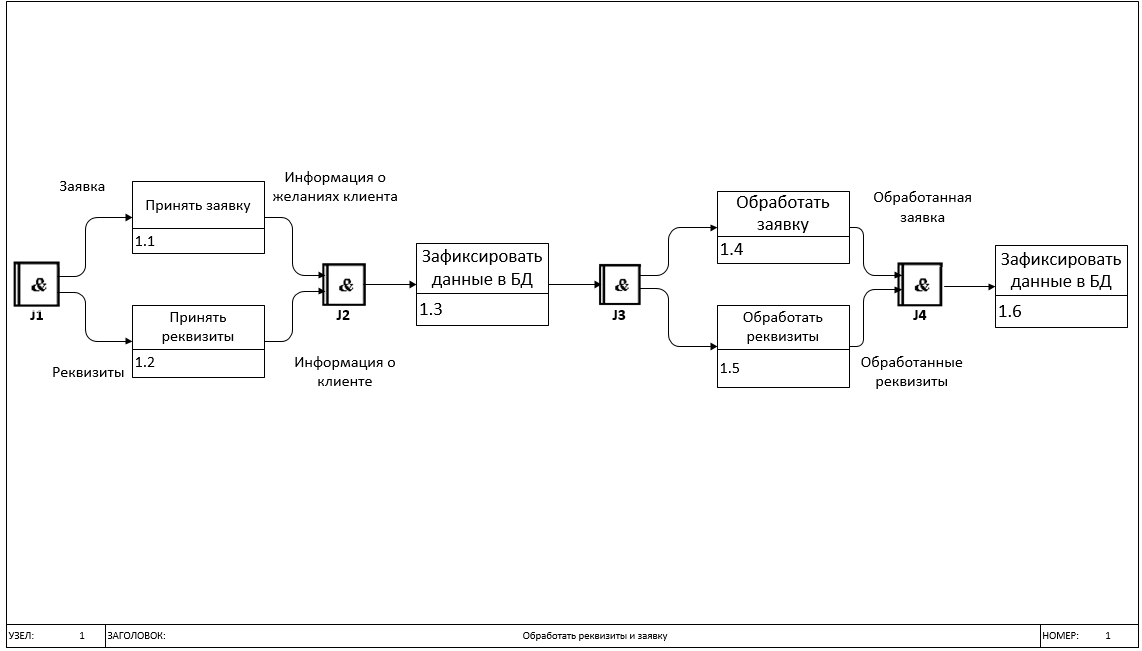 Заявка
Принять заявку
1.1
Информация о
желаниях клиента
&
J1
Реквизиты
Принять
реквизиты
1.2
Информация о
клиенте
&
J2
Зафиксировать
данные в БД
1.3
&
J3
Обработать
заявку
1.4
Обработанная
заявка
Обработать
реквизиты
1.5
Обработанные
реквизиты
&
J4
Зафиксировать
данные в БД
1.6
УЗЕЛ: 1 ЗАГОЛОВОК: Обработать реквизиты и заявку НОМЕР: 1